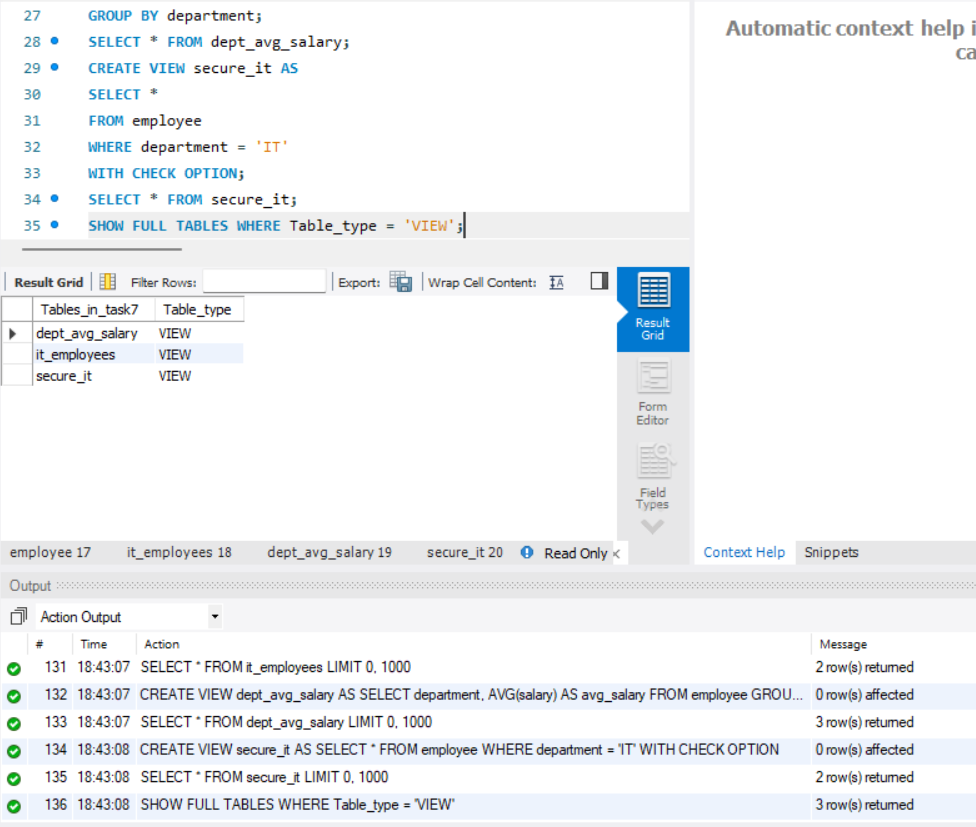 27 GROUP BY department;
28 SELECT * FROM dept_avg_salary;
29 CREATE VIEW secure_it AS
30 SELECT *
31 FROM employee
32 WHERE department = 'IT'
33 WITH CHECK OPTION;
34 SELECT * FROM secure_it;
35 SHOW FULL TABLES WHERE Table_type = 'VIEW';
Automatic context help i
ca
Result Grid Filter Rows: Export: Wrap Cell Content: IA
Tables_in_task7 Table_type
dept_avg_salary VIEW
it_employees VIEW
secure_it VIEW
Result
Grid
Form
Editor
Field
Types
employee 17 it_employees 18 dept_avg_salary 19 secure_it 20 Read Only
Context Help Snippets
Output
Action Output
# Time Action Message
131 18:43:07 SELECT * FROM it_employees LIMIT 0, 1000 2 row(s) returned
132 18:43:07 CREATE VIEW dept_avg_salary AS SELECT department, AVG(salary) AS avg_salary FROM employee GROU... 0 row(s) affected
133 18:43:07 SELECT * FROM dept_avg_salary LIMIT 0, 1000 3 row(s) returned
134 18:43:08 CREATE VIEW secure_it AS SELECT * FROM employee WHERE department = 'IT' WITH CHECK OPTION 0 row(s) affected
135 18:43:08 SELECT * FROM secure_it LIMIT 0, 1000 2 row(s) returned
136 18:43:08 SHOW FULL TABLES WHERE Table_type = 'VIEW' 3 row(s) returned